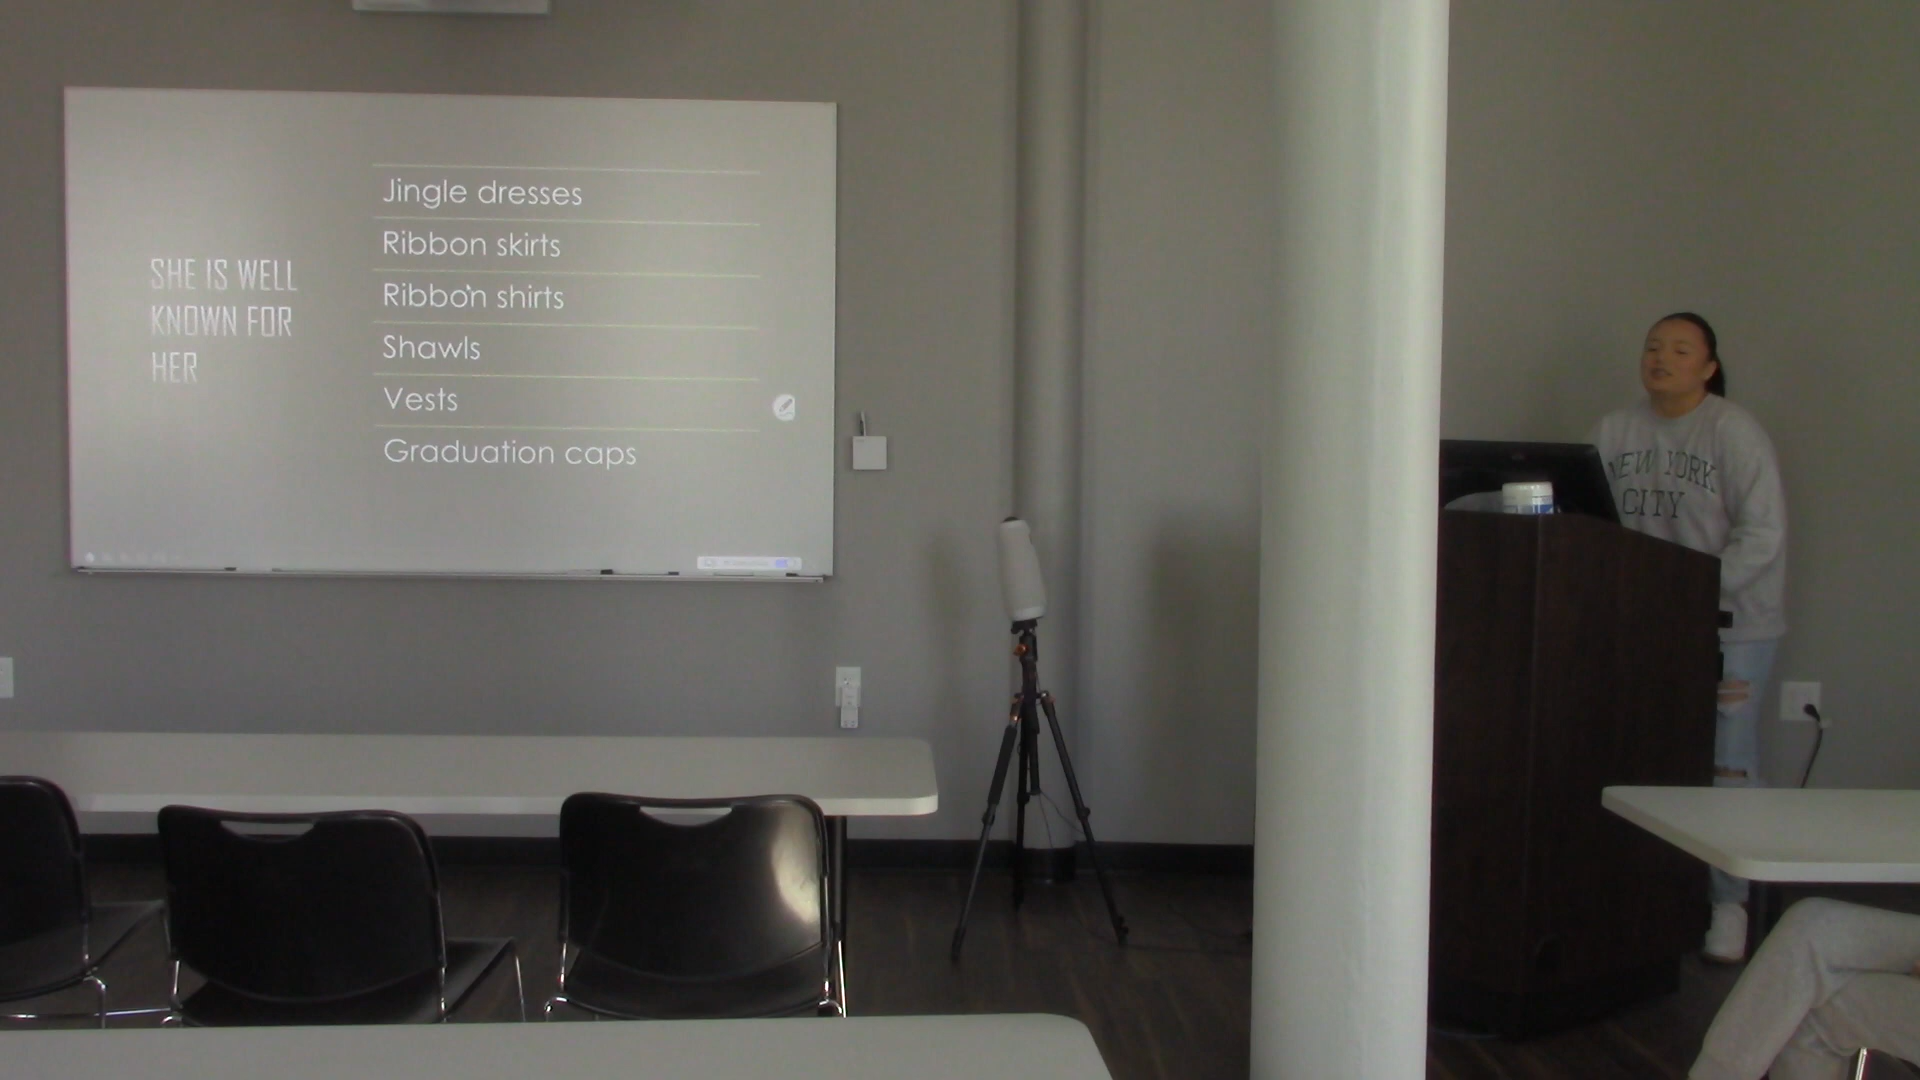 SHE IS WELL
KNOWN FOR
HER
Jingle dresses
Ribbon skirts
Ribbon shirts
Shawls
Vests
Graduation caps
NEW YORK
CITY